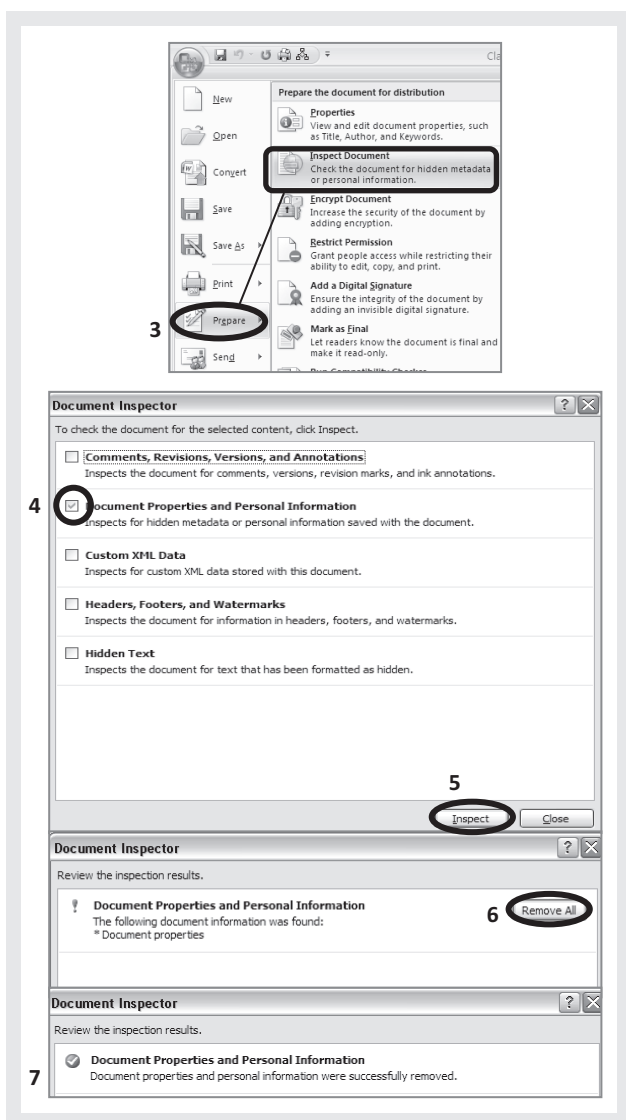 Cla
Prepare the document for distribution
New
Properties
View and edit document properties, such
as Title, Author, and Keywords.
Open
Inspect Document
Check the document for hidden metadata
or personal information.
Convert
Encrypt Document
Increase the security of the document by
adding encryption.
Save
Restrict Permission
Grant people access while restricting their
ability to edit, copy, and print.
Save As
Add a Digital Signature
Ensure the integrity of the document by
adding an invisible digital signature.
Print
3 Prepare
Mark as Final
Let readers know the document is final and
make it read-only.
Send
Run Compatibility Checker
Document Inspector
To check the document for the selected content, click Inspect.
Comments, Revisions, Versions, and Annotations
Inspects the document for comments, versions, revision marks, and ink annotations.
4 Document Properties and Personal Information
Inspects for hidden metadata or personal information saved with the document.
Custom XML Data
Inspects for custom XML data stored with this document.
Headers, Footers, and Watermarks
Inspects the document for information in headers, footers, and watermarks.
Hidden Text
Inspects the document for text that has been formatted as hidden.
5
Inspect Close
Document Inspector
Review the inspection results.
Document Properties and Personal Information
The following document information was found:
* Document properties
6 Remove All
Document Inspector
Review the inspection results.
Document Properties and Personal Information
7 Document properties and personal information were successfully removed.